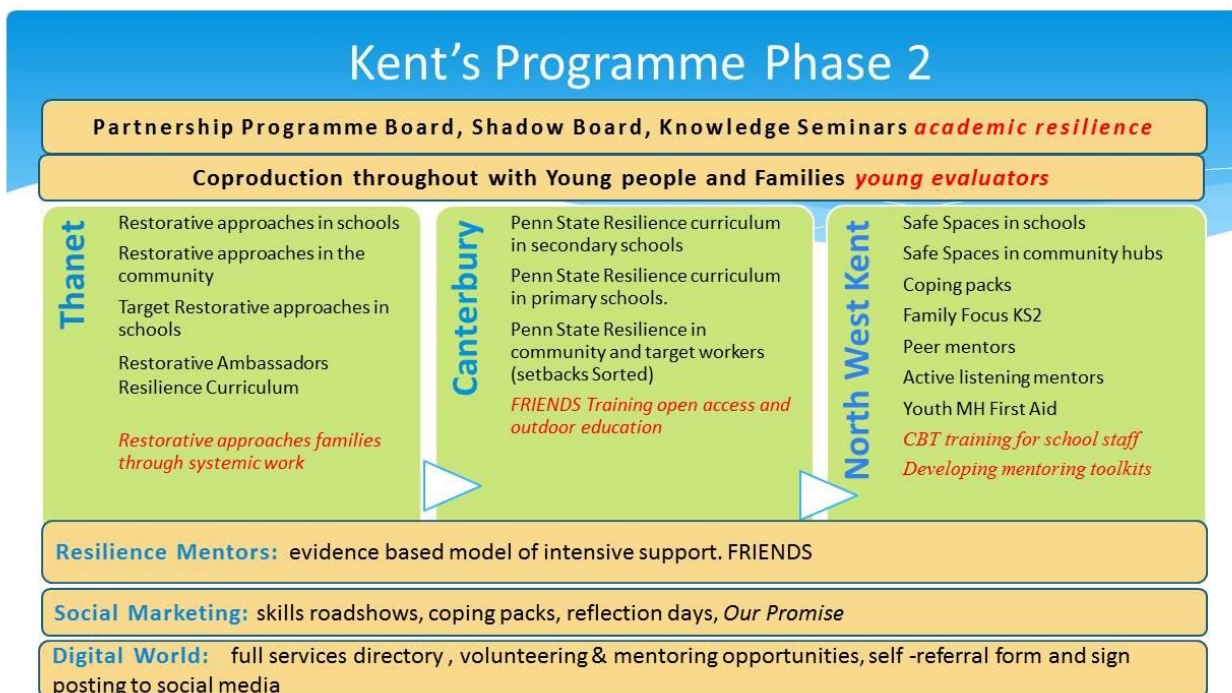 Kent's Programme Phase 2
Partnership Programme Board, Shadow Board, Knowledge Seminars academic resilience
Coproduction throughout with Young people and Families young evaluators
Thanet
Restorative approaches in schools
Restorative approaches in the
community
Target Restorative approaches in
schools
Restorative Ambassadors
Resilience Curriculum
Restorative approaches families
through systemic work
Canterbury
Penn State Resilience curriculum
in secondary schools
Penn State Resilience curriculum
in primary schools.
Penn State Resilience in
community and target workers
(setbacks Sorted)
FRIENDS Training open access and
outdoor education
North West Kent
Safe Spaces in schools
Safe Spaces in community hubs
Coping packs
Family Focus KS2
Peer mentors
Active listening mentors
Youth MH First Aid
CBT training for school staff
Developing mentoring toolkits
Resilience Mentors: evidence based model of intensive support. FRIENDS
Social Marketing: skills roadshows, coping packs, reflection days, Our Promise
Digital World: full services directory , volunteering & mentoring opportunities, self -referral form and sign
posting to social media